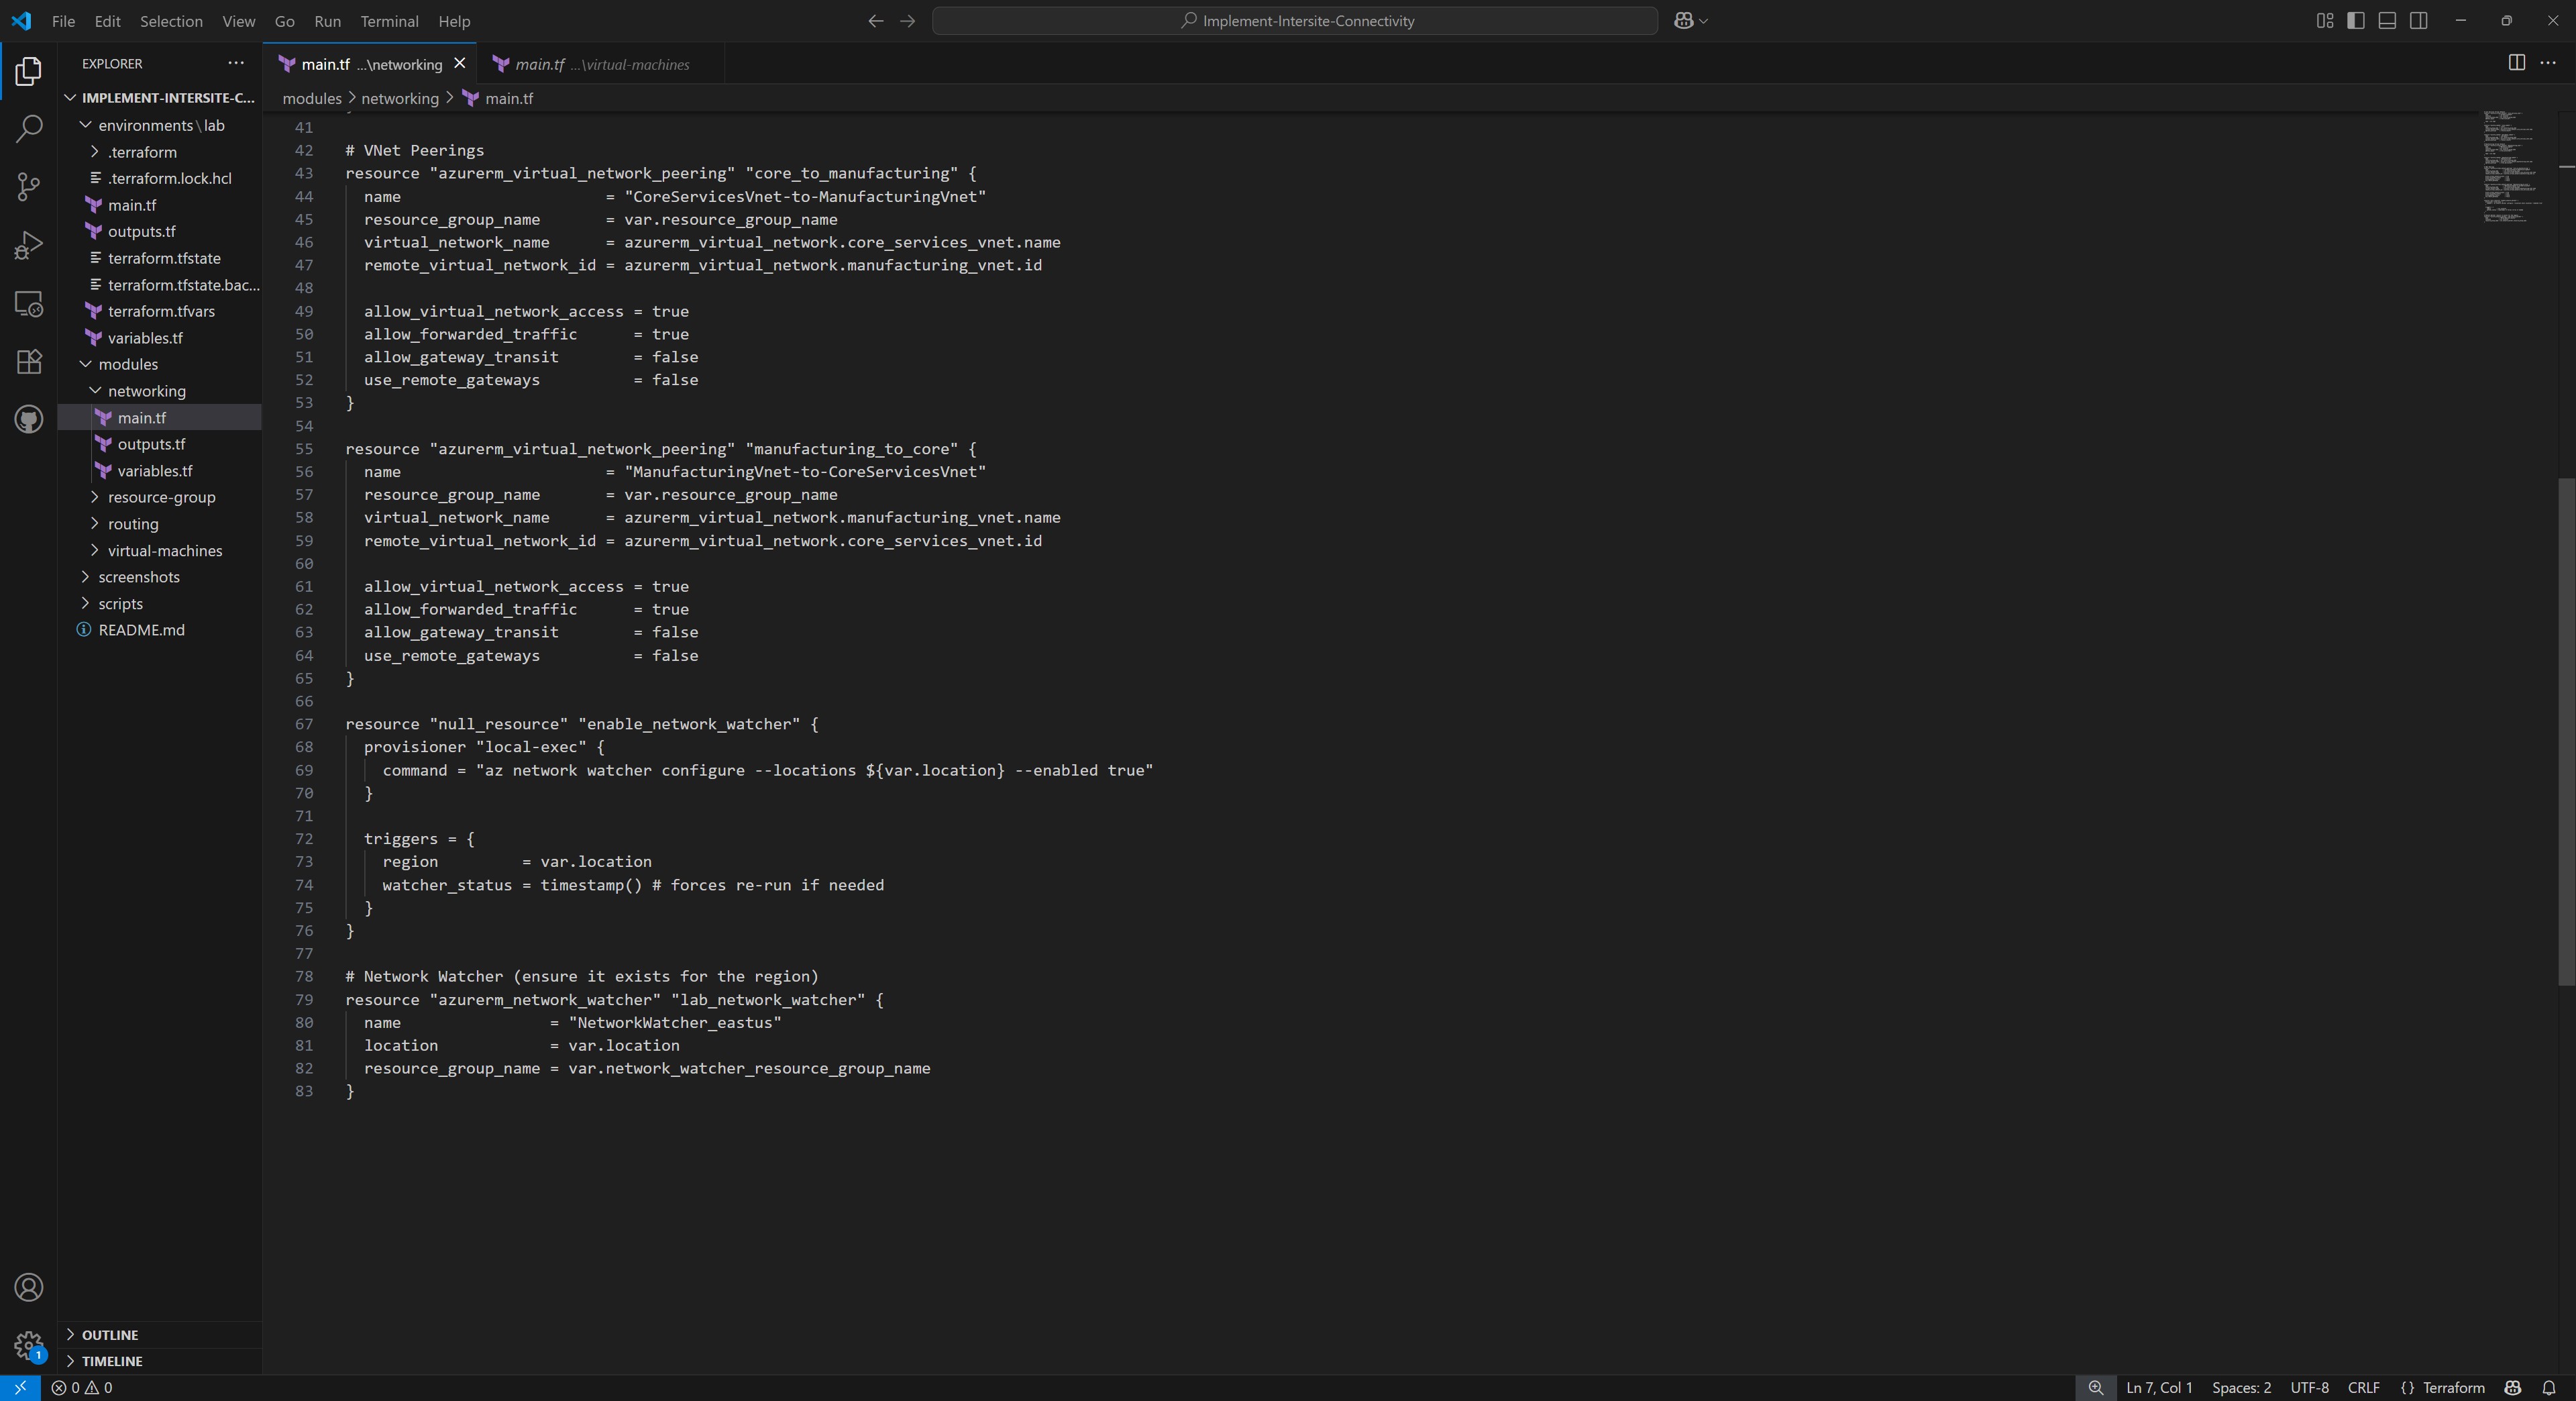 File Edit Selection View Go Run Terminal Help
Implement-Intersite-Connectivity
EXPLORER
IMPLEMENT-INTERSITE-C...
environments\lab
.terraform
.terraform.lock.hcl
main.tf
outputs.tf
terraform.tfstate
terraform.tfstate.bac...
terraform.tfvars
variables.tf
modules
networking
main.tf
outputs.tf
variables.tf
resource-group
routing
virtual-machines
screenshots
scripts
README.md
OUTLINE
TIMELINE
main.tf ...\networking
main.tf ...\virtual-machines
modules > networking > main.tf
41
42 # VNet Peerings
43 resource "azurerm_virtual_network_peering" "core_to_manufacturing" {
44 name = "CoreServicesVnet-to-ManufacturingVnet"
45 resource_group_name = var.resource_group_name
46 virtual_network_name = azurerm_virtual_network.core_services_vnet.name
47 remote_virtual_network_id = azurerm_virtual_network.manufacturing_vnet.id
48
49 allow_virtual_network_access = true
50 allow_forwarded_traffic = true
51 allow_gateway_transit = false
52 use_remote_gateways = false
53 }
54
55 resource "azurerm_virtual_network_peering" "manufacturing_to_core" {
56 name = "ManufacturingVnet-to-CoreServicesVnet"
57 resource_group_name = var.resource_group_name
58 virtual_network_name = azurerm_virtual_network.manufacturing_vnet.name
59 remote_virtual_network_id = azurerm_virtual_network.core_services_vnet.id
60
61 allow_virtual_network_access = true
62 allow_forwarded_traffic = true
63 allow_gateway_transit = false
64 use_remote_gateways = false
65 }
66
67 resource "null_resource" "enable_network_watcher" {
68 provisioner "local-exec" {
69 command = "az network watcher configure --locations ${var.location} --enabled true"
70 }
71
72 triggers = {
73 region = var.location
74 watcher_status = timestamp() # forces re-run if needed
75 }
76 }
77
78 # Network Watcher (ensure it exists for the region)
79 resource "azurerm_network_watcher" "lab_network_watcher" {
80 name = "NetworkWatcher_eastus"
81 location = var.location
82 resource_group_name = var.network_watcher_resource_group_name
83 }
1
0 0
Ln 7, Col 1 Spaces: 2 UTF-8 CRLF {} Terraform